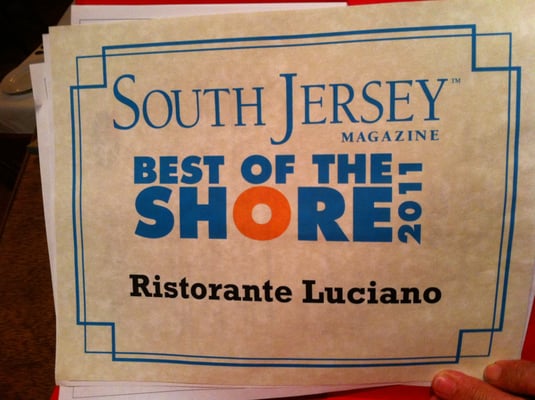 SOUTH JERSEY™
MAGAZINE
BEST OF THE
SHORE 2011
Ristorante Luciano